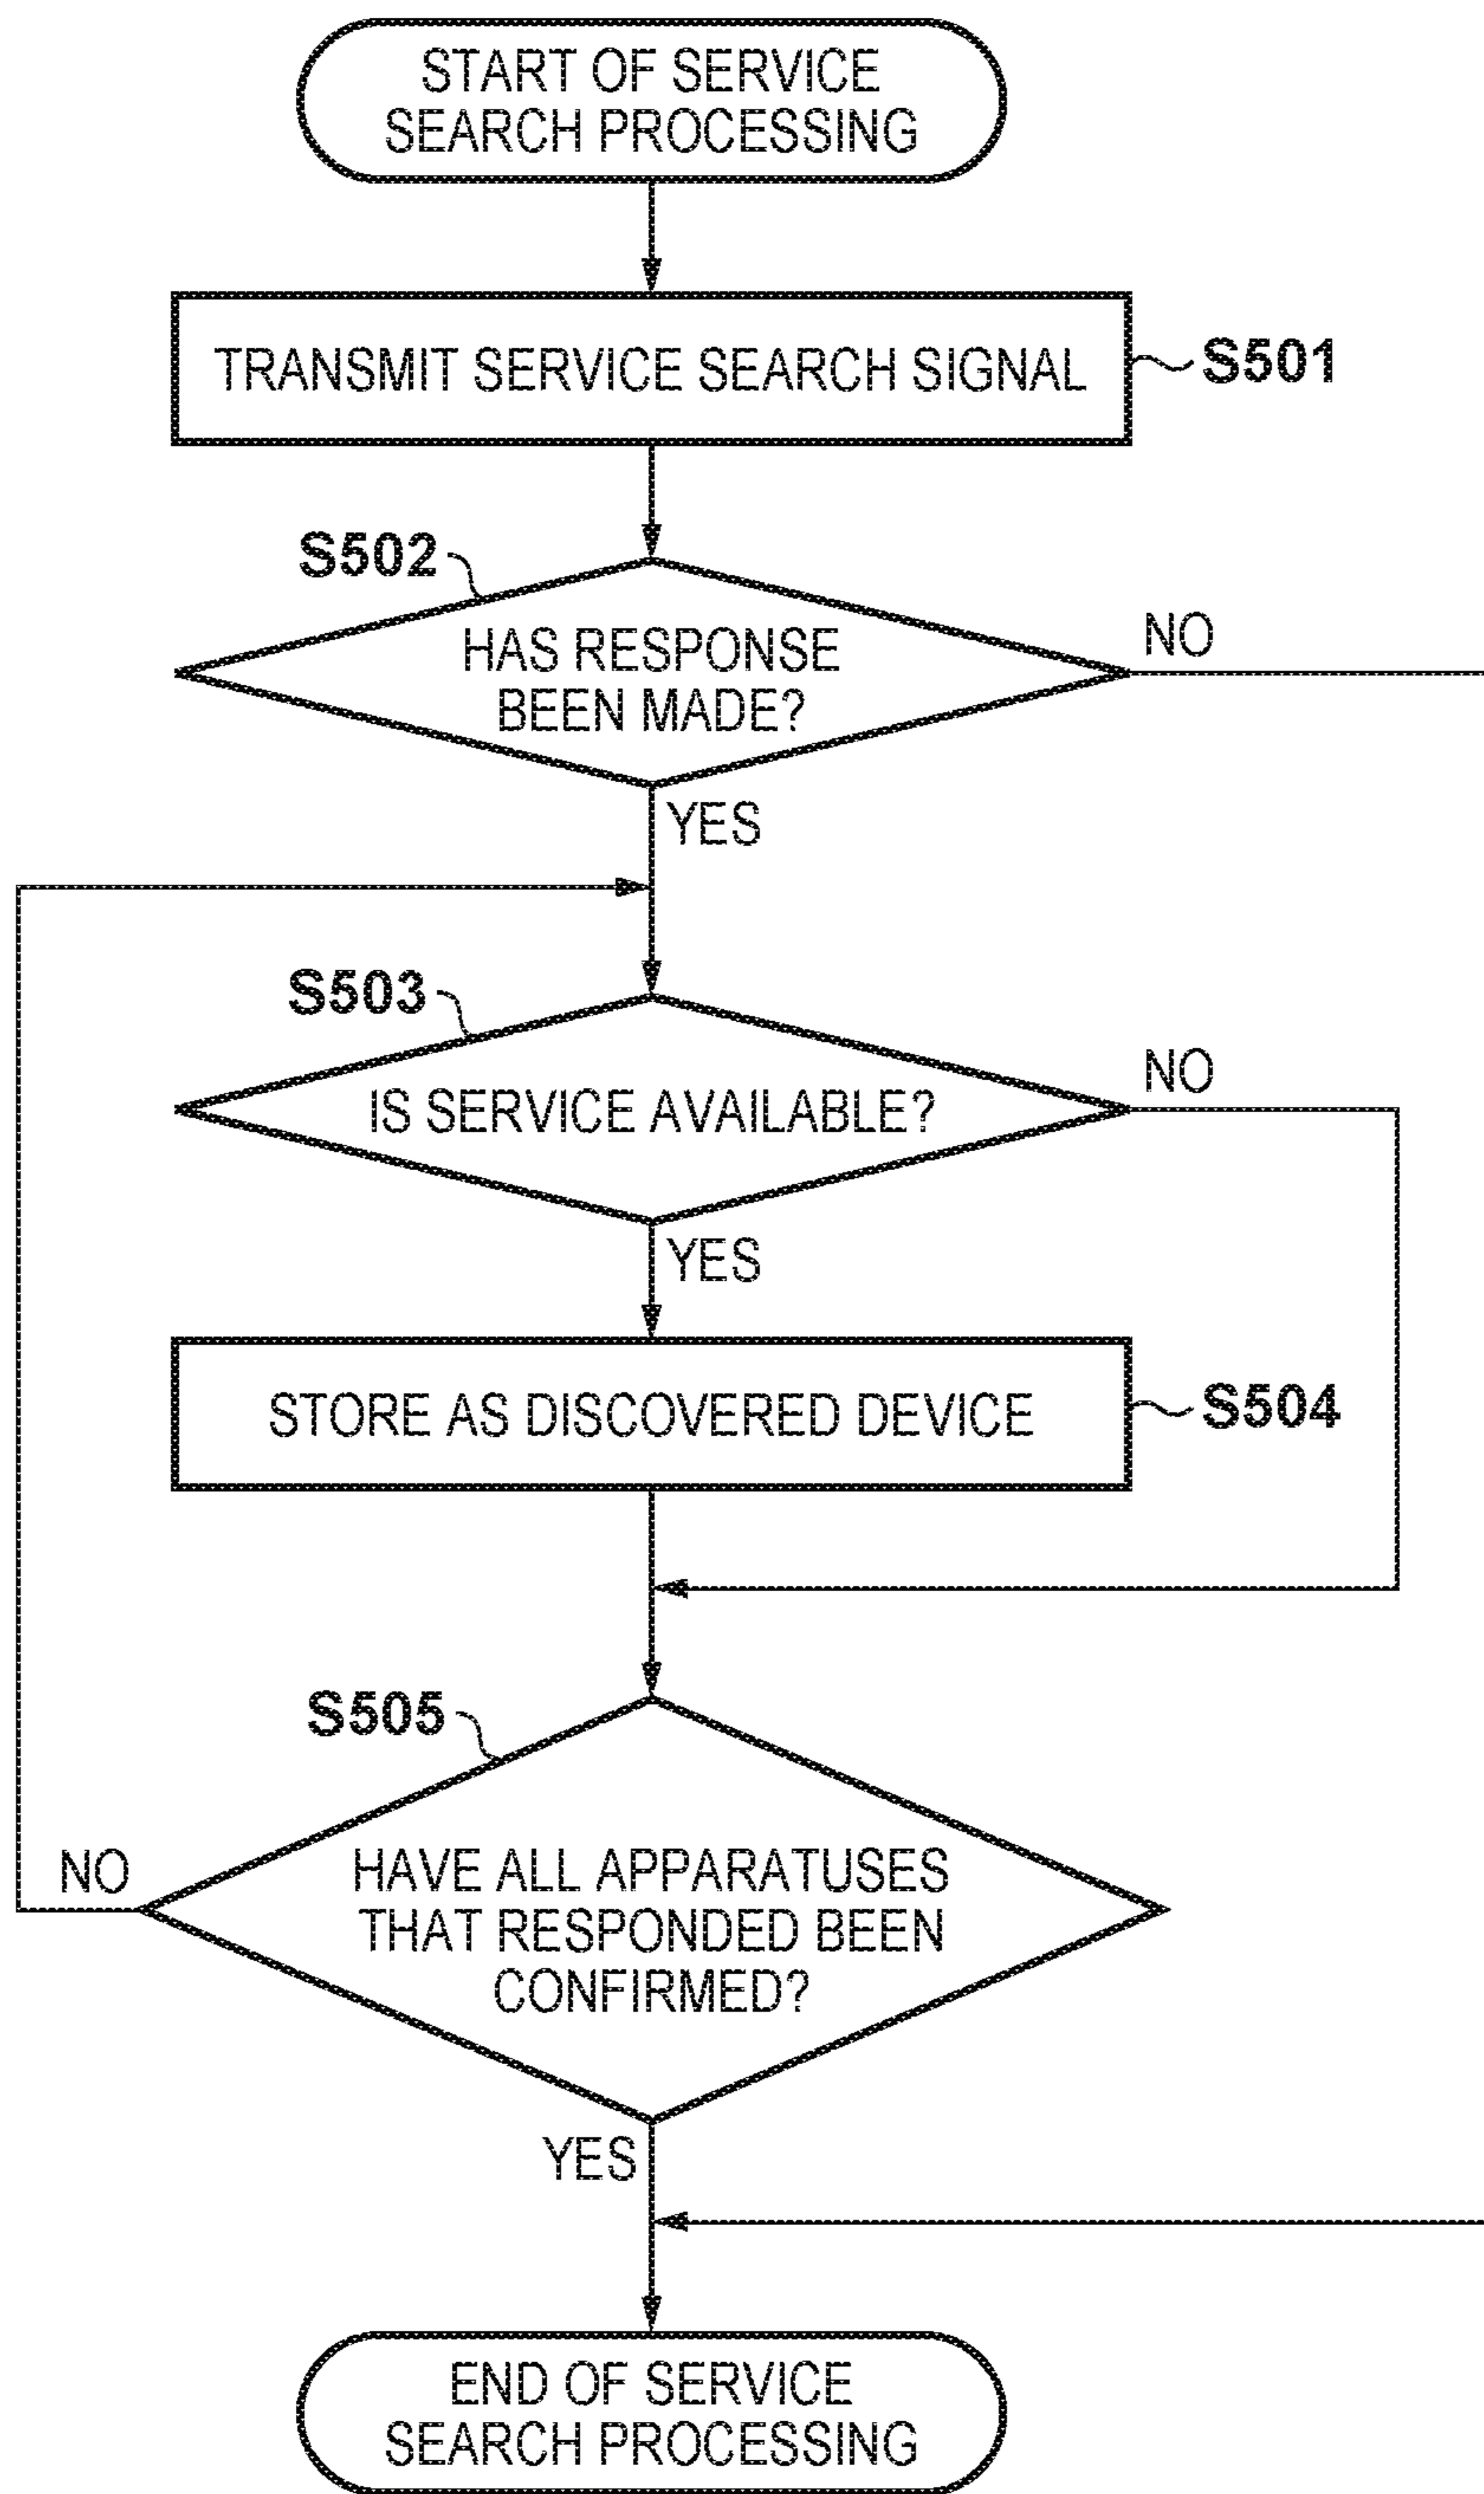 START OF SERVICE
SEARCH PROCESSING
TRANSMIT SERVICE SEARCH SIGNAL
S501
S502
HAS RESPONSE
BEEN MADE?
NO
YES
S503
IS SERVICE AVAILABLE?
NO
YES
STORE AS DISCOVERED DEVICE
S504
S505
HAVE ALL APPARATUSES
THAT RESPONDED BEEN
CONFIRMED?
NO
YES
END OF SERVICE
SEARCH PROCESSING